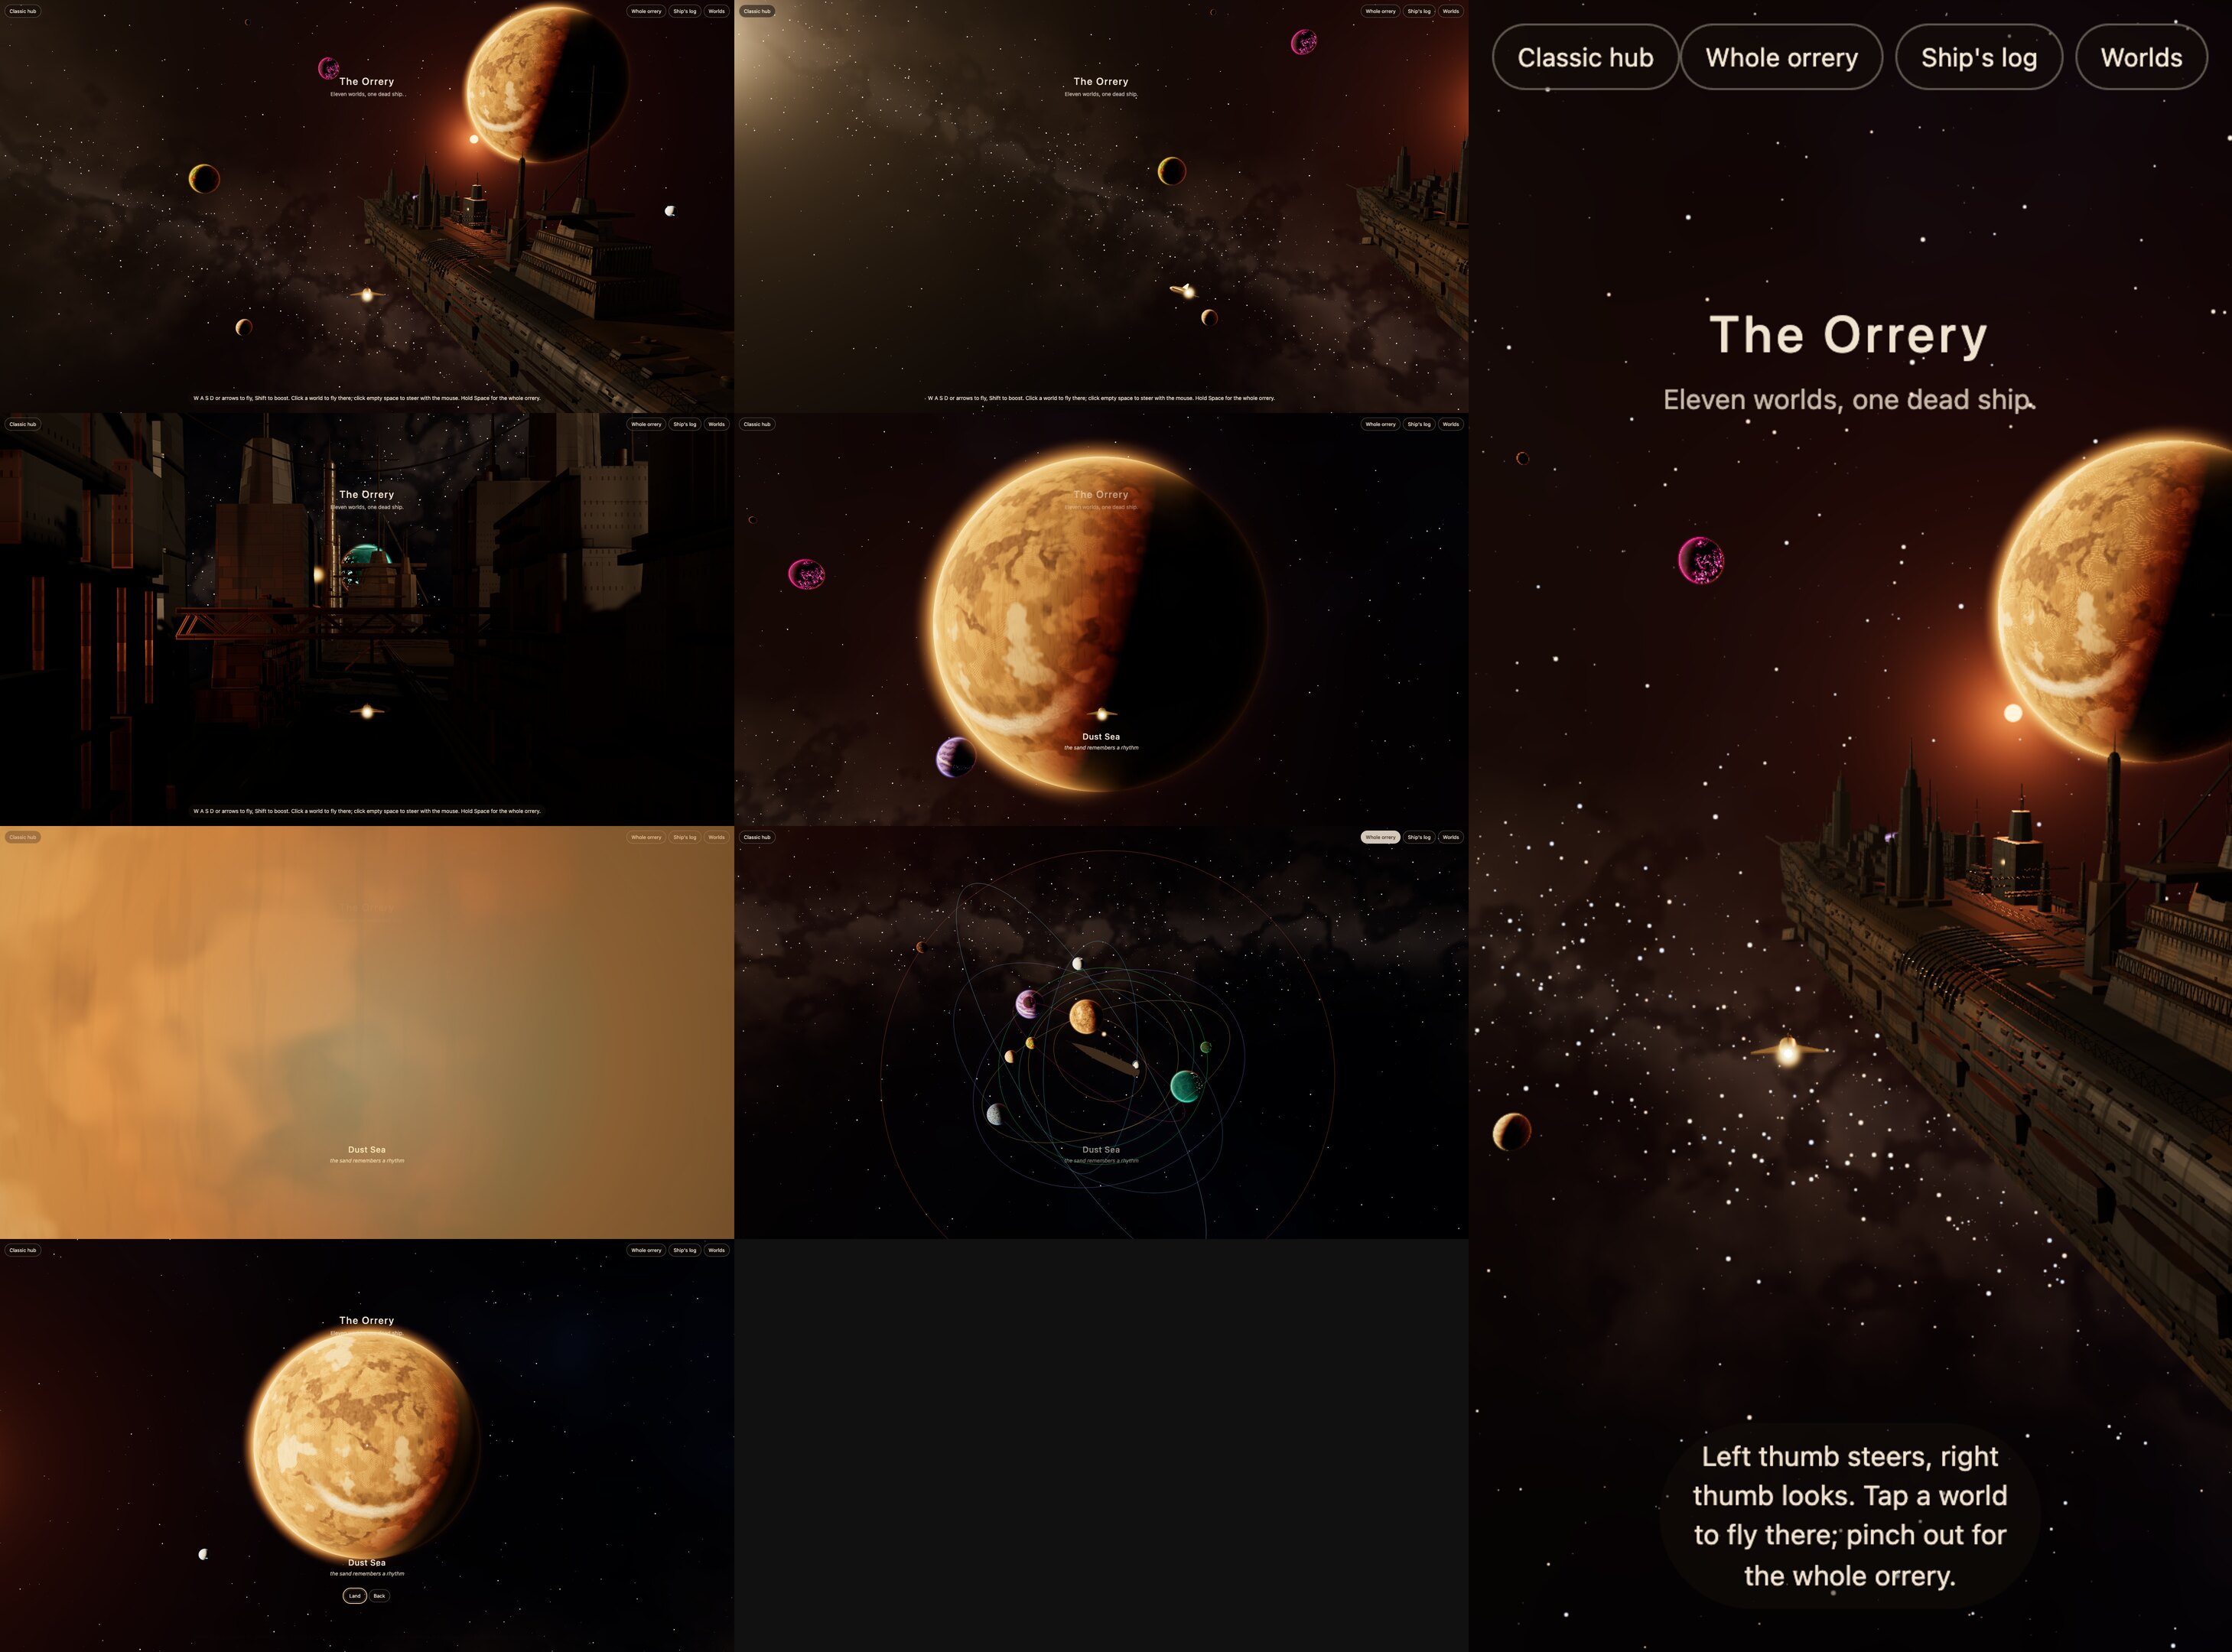 Classic hub
Whole orrery
Ship's log
Worlds
The Orrery
Eleven worlds, one dead ship.
W A S D or arrows to fly, Shift to boost. Click a world to fly there; click empty space to steer with the mouse. Hold Space for the whole orrery.
Classic hub
Whole orrery
Ship's log
Worlds
The Orrery
Eleven worlds, one dead ship.
W A S D or arrows to fly, Shift to boost. Click a world to fly there; click empty space to steer with the mouse. Hold Space for the whole orrery.
Classic hub
Whole orrery
Ship's log
Worlds
The Orrery
Eleven worlds, one dead ship.
W A S D or arrows to fly, Shift to boost. Click a world to fly there; click empty space to steer with the mouse. Hold Space for the whole orrery.
Classic hub
Whole orrery
Ship's log
Worlds
The Orrery
Eleven worlds, one dead ship.
Dust Sea
the sand remembers a rhythm
Classic hub
Whole orrery
Ship's log
Worlds
The Orrery
Dust Sea
the sand remembers a rhythm
Classic hub
Whole orrery
Ship's log
Worlds
Dust Sea
the sand remembers a rhythm
Classic hub
Whole orrery
Ship's log
Worlds
The Orrery
Dust Sea
the sand remembers a rhythm
Land
Back
Classic hub
Whole orrery
Ship's log
Worlds
The Orrery
Eleven worlds, one dead ship.
Left thumb steers, right
thumb looks. Tap a world
to fly there; pinch out for
the whole orrery.